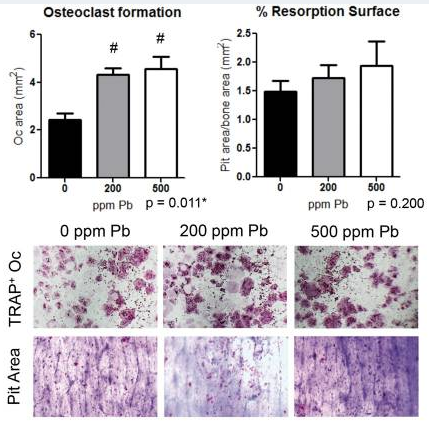 Osteoclast formation
Oc area (mm²)
6
4
2
0
#
#
0
200
500
ppm Pb
p = 0.011*
% Resorption Surface
Pit area/bone area (mm²)
2.5
2.0
1.5
1.0
0.5
0.0
0
200
500
ppm Pb
p = 0.200
0 ppm Pb
200 ppm Pb
500 ppm Pb
TRAP⁺ Oc
Pit Area